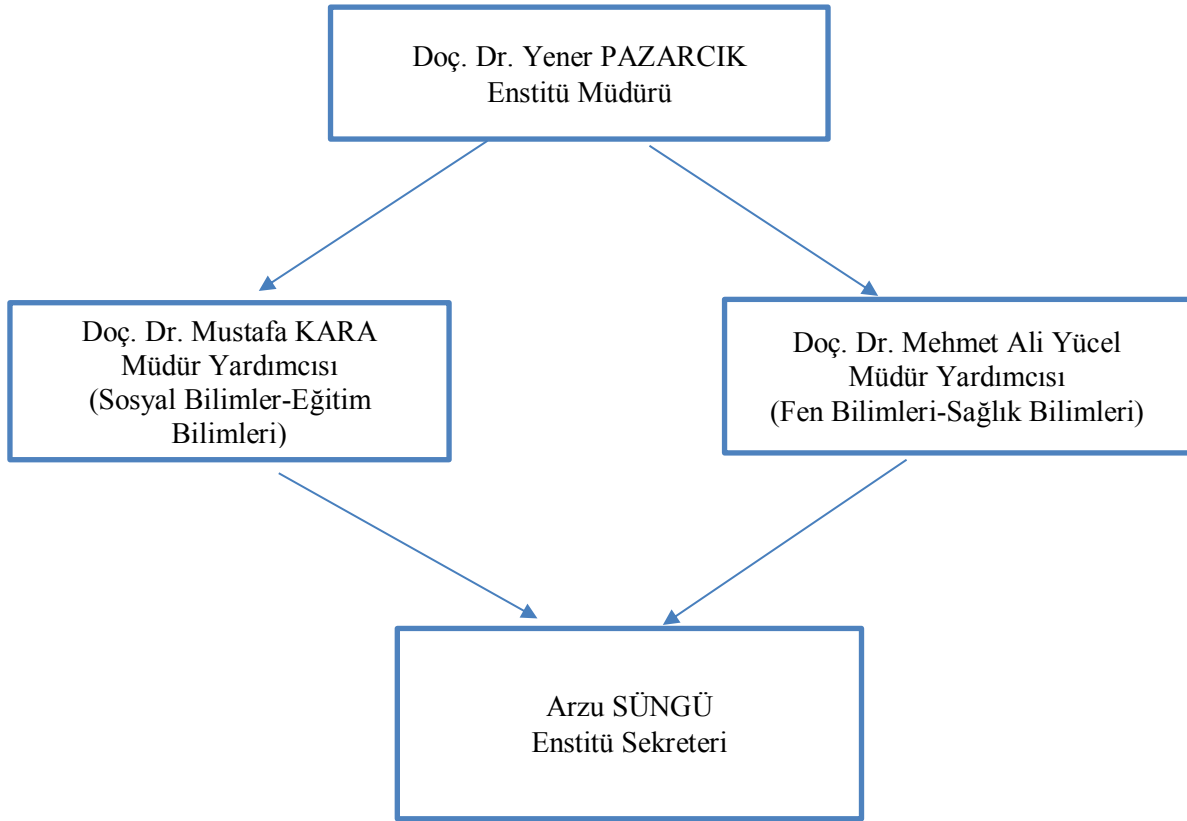 Doç. Dr. Yener PAZARCIK
Enstitü Müdürü
Doç. Dr. Mustafa KARA
Müdür Yardımcısı
(Sosyal Bilimler-Eğitim
Bilimleri)
Doç. Dr. Mehmet Ali Yücel
Müdür Yardımcısı
(Fen Bilimleri-Sağlık Bilimleri)
Arzu SÜNGÜ
Enstitü Sekreteri